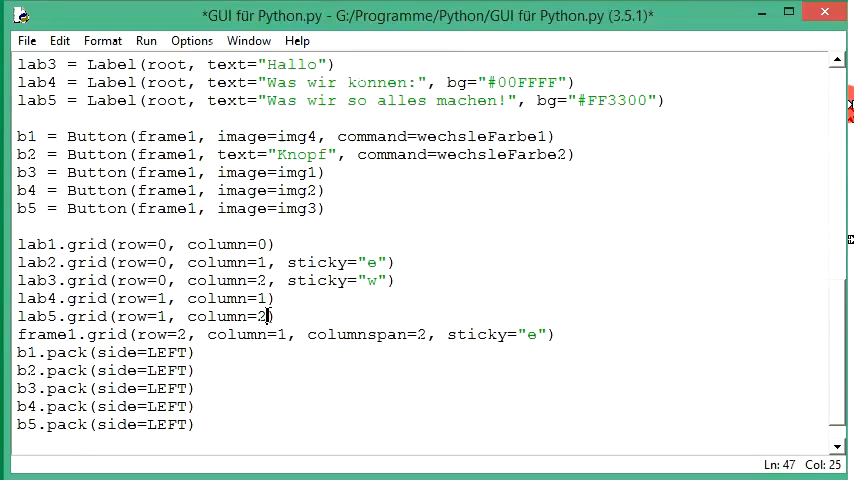 *GUI für Python.py - G:/Programme/Python/GUI für Python.py (3.5.1)*
File Edit Format Run Options Window Help
lab3 = Label(root, text="Hallo")
lab4 = Label(root, text="Was wir konnen:", bg="#00FFFF")
lab5 = Label(root, text="Was wir so alles machen!", bg="#FF3300")
b1 = Button(frame1, image=img4, command=wechsleFarbe1)
b2 = Button(frame1, text="Knopf", command=wechsleFarbe2)
b3 = Button(frame1, image=img1)
b4 = Button(frame1, image=img2)
b5 = Button(frame1, image=img3)
lab1.grid(row=0, column=0)
lab2.grid(row=0, column=1, sticky="e")
lab3.grid(row=0, column=2, sticky="w")
lab4.grid(row=1, column=1)
lab5.grid(row=1, column=2)
frame1.grid(row=2, column=1, columnspan=2, sticky="e")
b1.pack(side=LEFT)
b2.pack(side=LEFT)
b3.pack(side=LEFT)
b4.pack(side=LEFT)
b5.pack(side=LEFT)
Ln: 47 Col: 25